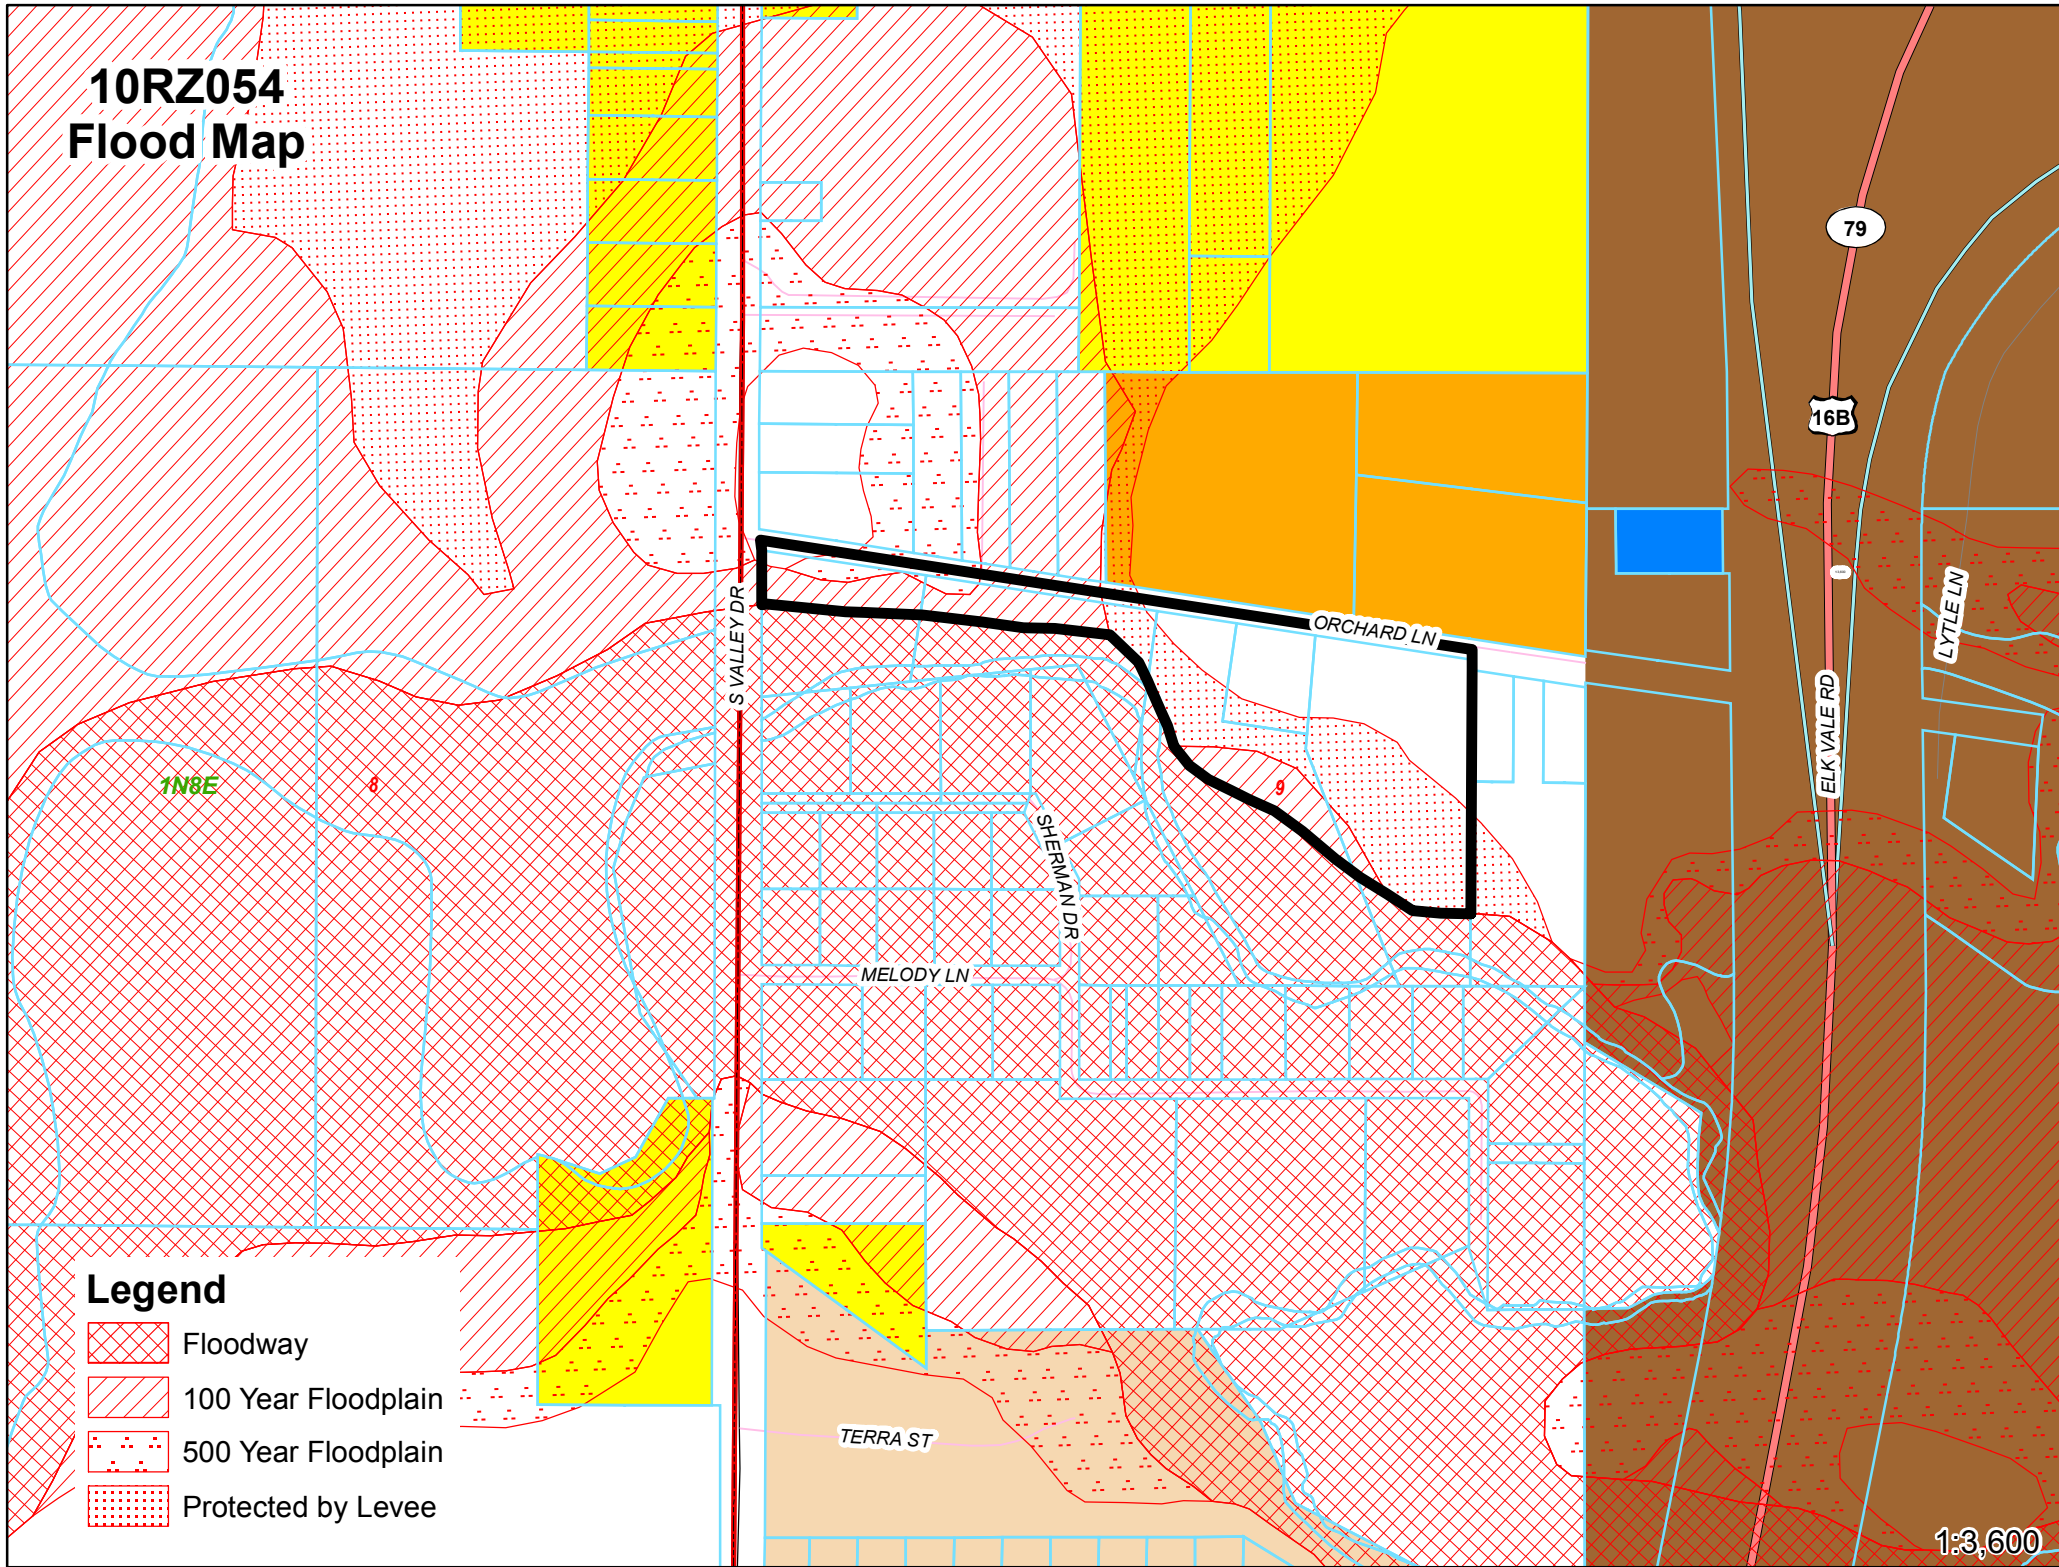 10RZ054
Flood Map
79
16B
S VALLEY DR
ORCHARD LN
LYTLE LN
ELK VALE RD
1N8E
8
9
SHERMAN DR
MELODY LN
TERRA ST
Legend
Floodway
100 Year Floodplain
500 Year Floodplain
Protected by Levee
1:3,600